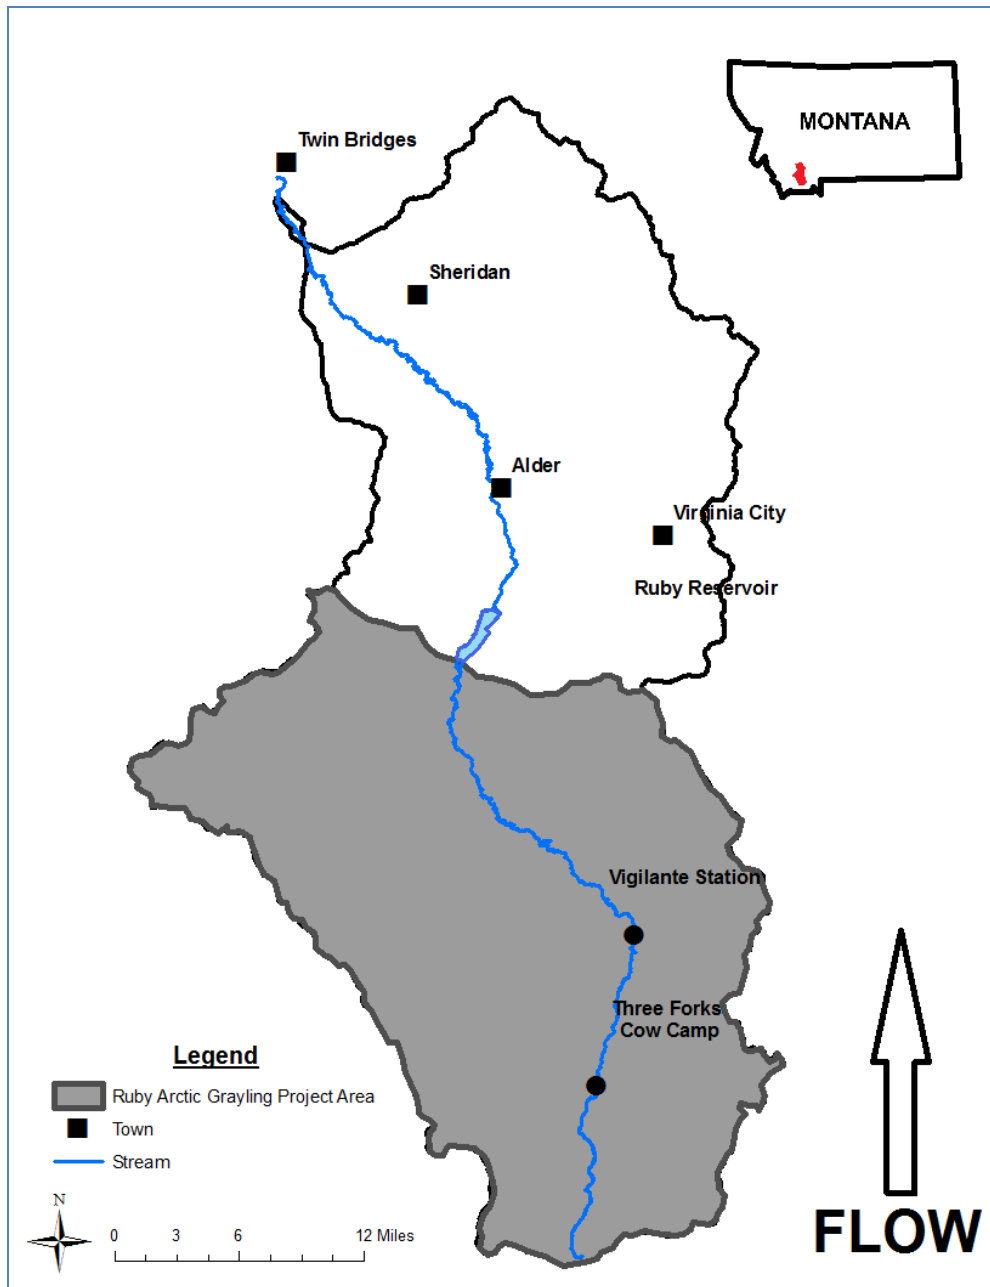 MONTANA
Twin Bridges
Sheridan
Alder
Virginia City
Ruby Reservoir
Vigilante Station
Three Forks
Cow Camp
Legend
Ruby Arctic Grayling Project Area
Town
Stream
N
0 3 6 12 Miles
FLOW